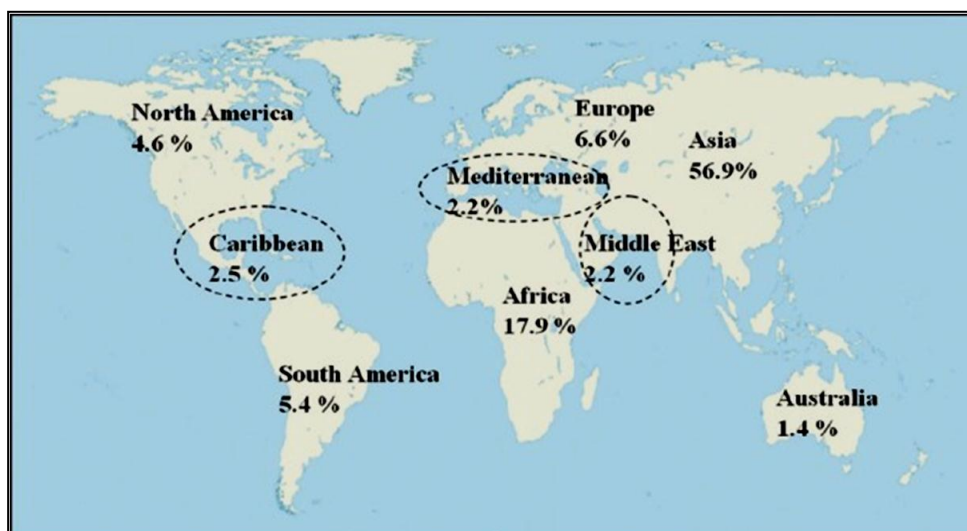 North America
4.6 %
Europe
6.6%
Asia
56.9%
Mediterranean
2.2%
Caribbean
2.5 %
Middle East
2.2 %
Africa
17.9 %
South America
5.4 %
Australia
1.4 %